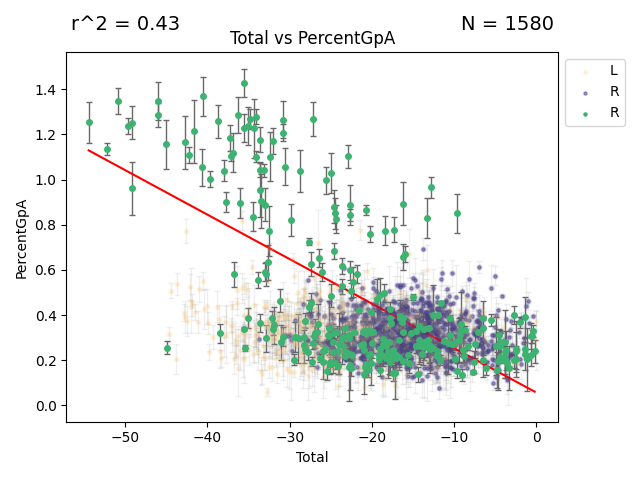 r^2 = 0.43 N = 1580
Total vs PercentGpA
L
R
R
PercentGpA
1.4
1.2
1.0
0.8
0.6
0.4
0.2
0.0
−50 −40 −30 −20 −10 0
Total